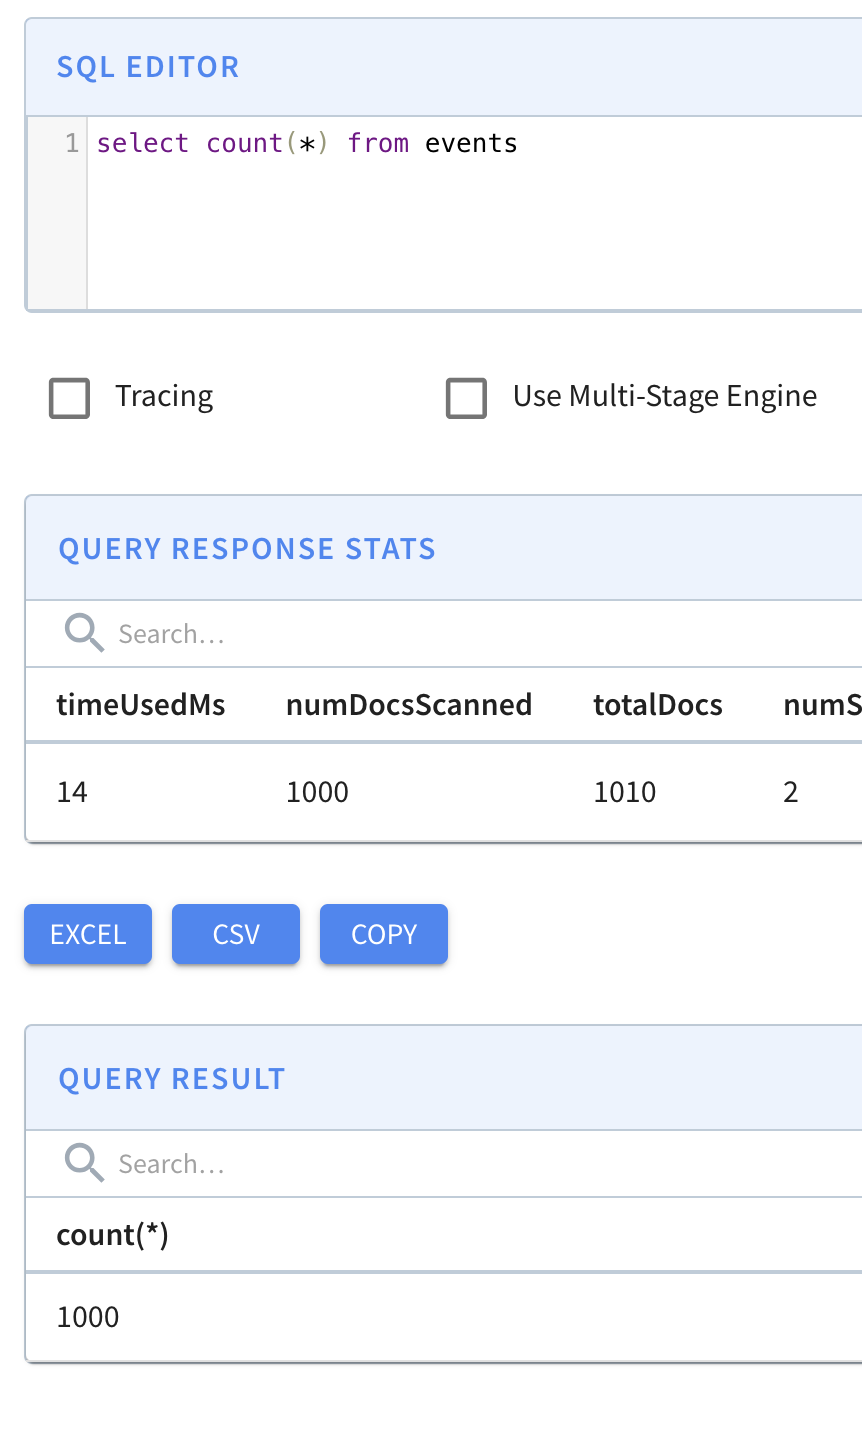 SQL EDITOR
1 select count(*) from events
Tracing Use Multi-Stage Engine
QUERY RESPONSE STATS
Search...
timeUsedMs numDocsScanned totalDocs numS
14 1000 1010 2
EXCEL CSV COPY
QUERY RESULT
Search...
count(*)
1000